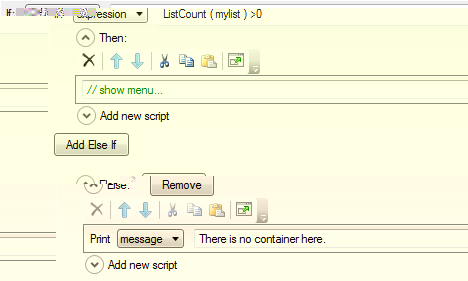 If: expression ListCount ( mylist ) >0
Then:
// show menu...
Add new script
Add Else If
Else: Remove
Print message There is no container here.
Add new script